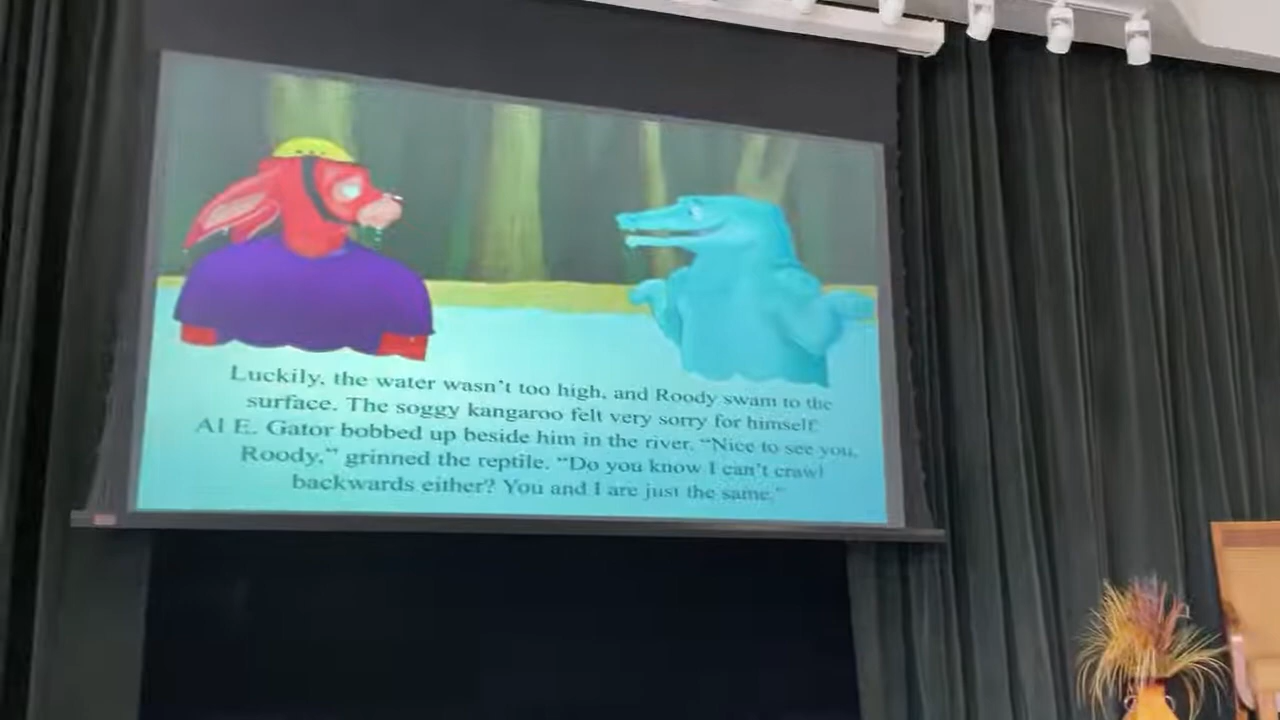 Luckily, the water wasn't too high, and Roody swam to the
surface. The soggy kangaroo felt very sorry for himself.
Al E. Gator bobbed up beside him in the river. “Nice to see you,
Roody,” grinned the reptile. “Do you know I can't crawl
backwards either? You and I are just the same.”